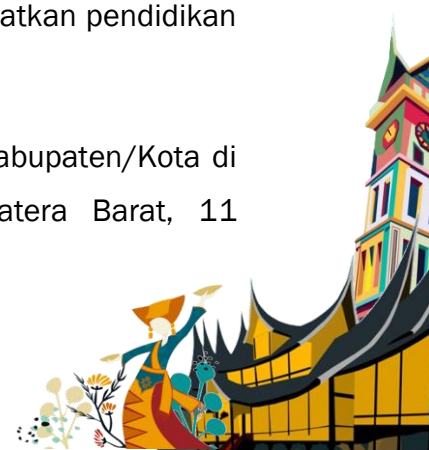 atkan pendidikan
abupaten/Kota di
atera Barat, 11